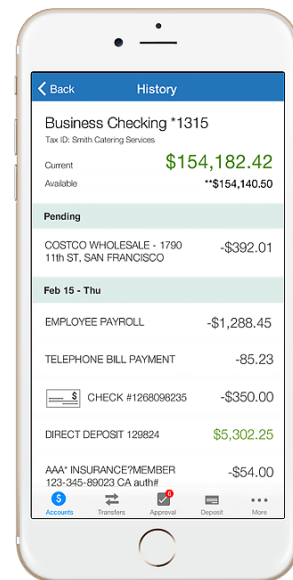 Back
History
Business Checking *1315
Tax ID: Smith Catering Services
Current
$154,182.42
Available
**$154,140.50
Pending
COSTCO WHOLESALE - 1790
11th ST, SAN FRANCISCO
-$392.01
Feb 15 - Thu
EMPLOYEE PAYROLL
-$1,288.45
TELEPHONE BILL PAYMENT
-85.23
$
CHECK #1268098235
-$350.00
DIRECT DEPOSIT 129824
$5,302.25
AAA* INSURANCE?MEMBER
123-345-89023 CA auth#
-$54.00
$
6
Accounts
Transfers
Approval
Deposit
More